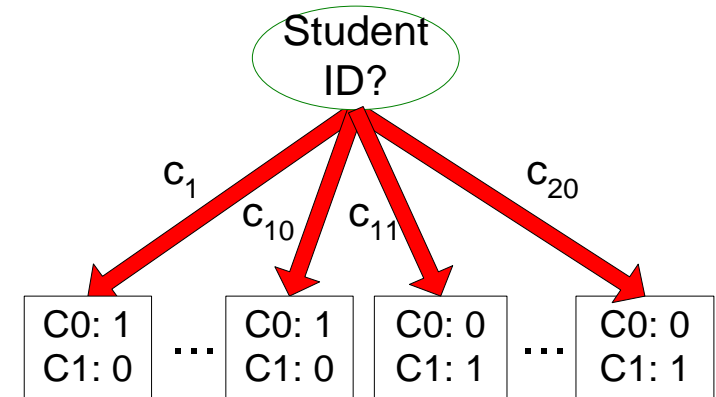 Student
ID?
c₁
c₁₀
c₁₁
c₂₀
C0: 1
C1: 0
...
C0: 1
C1: 0
C0: 0
C1: 1
...
C0: 0
C1: 1